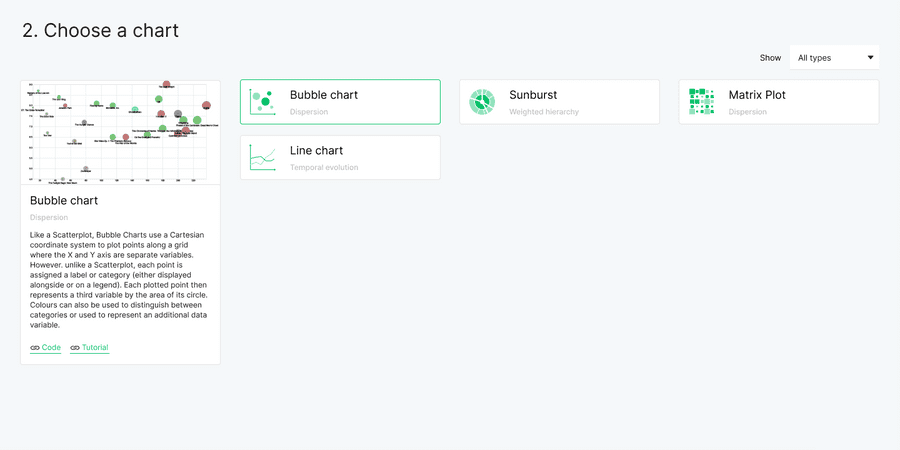 2. Choose a chart
Show
All types
Bubble chart
Dispersion
Sunburst
Weighted hierarchy
Matrix Plot
Dispersion
Line chart
Temporal evolution
Bubble chart
Dispersion
Like a Scatterplot, Bubble Charts use a Cartesian
coordinate system to plot points along a grid
where the X and Y axis are separate variables.
However. unlike a Scatterplot, each point is
assigned a label or category (either displayed
alongside or on a legend). Each plotted point then
represents a third variable by the area of its circle.
Colours can also be used to distinguish between
categories or used to represent an additional data
variable.
Code
Tutorial